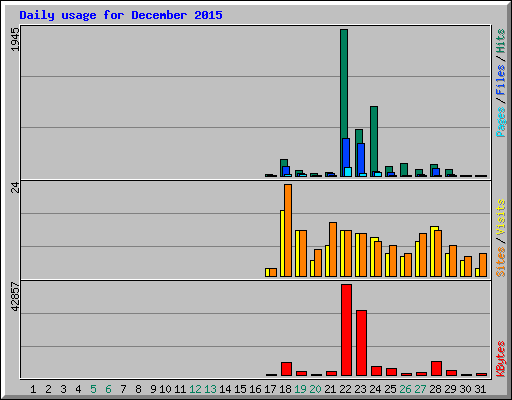 Daily usage for December 2015
1945
24
42857
Pages / Files / Hits
Sites / Visits
KBytes
1 2 3 4 5 6 7 8 9 10 11 12 13 14 15 16 17 18 19 20 21 22 23 24 25 26 27 28 29 30 31